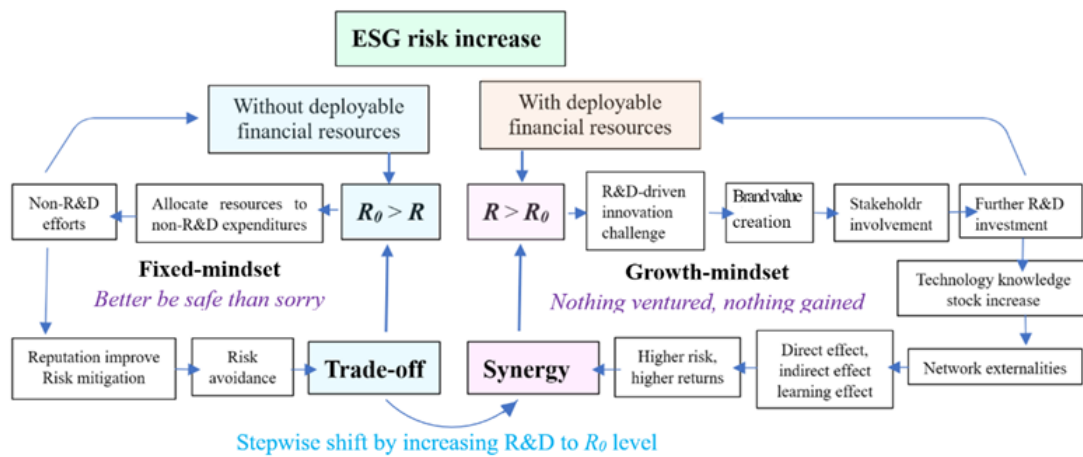 ESG risk increase
Without deployable
financial resources
With deployable
financial resources
Non-R&D
efforts
Allocate resources to
non-R&D expenditures
R₀ > R
R > R₀
R&D-driven
innovation
challenge
Brand value
creation
Stakeholdr
involvement
Further R&D
investment
Fixed-mindset
Better be safe than sorry
Growth-mindset
Nothing ventured, nothing gained
Technology knowledge
stock increase
Reputation improve
Risk mitigation
Risk
avoidance
Trade-off
Synergy
Higher risk,
higher returns
Direct effect,
indirect effect
learning effect
Network externalities
Stepwise shift by increasing R&D to R₀ level